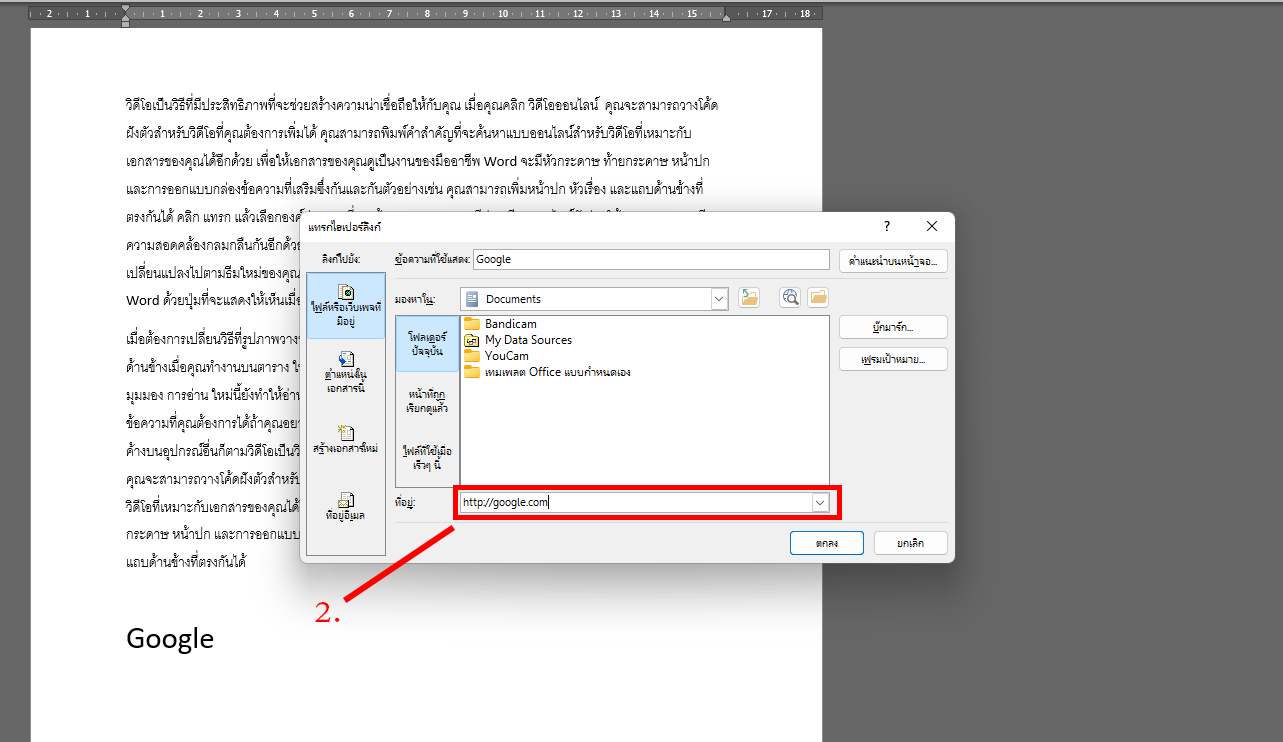 2 1 1 2 3 4 5 6 7 8 9 10 11 12 13 14 15 17 18
วิดีโอเป็นวิธีที่มีประสิทธิภาพที่จะช่วยสร้างความน่าเชื่อถือให้กับคุณ เมื่อคุณคลิก วิดีโอออนไลน์ คุณจะสามารถวางโค้ด
ฝังตัวสำหรับวิดีโอที่คุณต้องการเพิ่มได้ คุณสามารถพิมพ์คำสำคัญที่จะค้นหาแบบออนไลน์สำหรับวิดีโอที่เหมาะกับ
เอกสารของคุณได้อีกด้วย เพื่อให้เอกสารของคุณดูเป็นงานของมืออาชีพ Word จะมีหัวกระดาษ ท้ายกระดาษ หน้าปก
และการออกแบบกล่องข้อความที่เสริมซึ่งกันและกันตัวอย่างเช่น คุณสามารถเพิ่มหน้าปก หัวเรื่อง และแถบด้านข้างที่
ตรงกันได้ คลิก แทรก แล้วเลือกองค์
ความสอดคล้องกลมกลืนกันอีกด้วย
เปลี่ยนแปลงไปตามธีมใหม่ของคุณ
Word ด้วยปุ่มที่จะแสดงให้เห็นเมื่อ
เมื่อต้องการเปลี่ยนวิธีที่รูปภาพวาง
ด้านข้างเมื่อคุณทำงานบนตาราง
มุมมอง การอ่าน ใหม่นี้ยังทำให้อ่าน
ข้อความที่คุณต้องการได้ถ้าคุณอยา
ค้างบนอุปกรณ์อื่นก็ตามวิดีโอเป็นวิ
คุณจะสามารถวางโค้ดฝังตัวสำหรับ
วิดีโอที่เหมาะกับเอกสารของคุณได้
กระดาษ หน้าปก และการออกแบบ
แถบด้านข้างที่ตรงกันได้
Google
แทรกไฮเปอร์ลิงก์ ?
ลิงก์ไปยัง: ข้อความที่ใช้แสดง: Google คำแนะนำบนหน้าจอ...
ไฟล์หรือเว็บเพจที่
มีอยู่
ตำแหน่งใน
เอกสารนี้
สร้างเอกสารใหม่
ที่อยู่อีเมล
มองหาใน: Documents
โฟลเดอร์
ปัจจุบัน
หน้าที่ถูก
เรียกดูแล้ว
ไฟล์ที่ใช้เมื่อ
เร็วๆ นี้
Bandicam
My Data Sources
YouCam
เทมเพลต Office แบบกำหนดเอง
บุ๊กมาร์ก...
เฟรมเป้าหมาย...
ที่อยู่: http://google.com
ตกลง ยกเลิก
2.